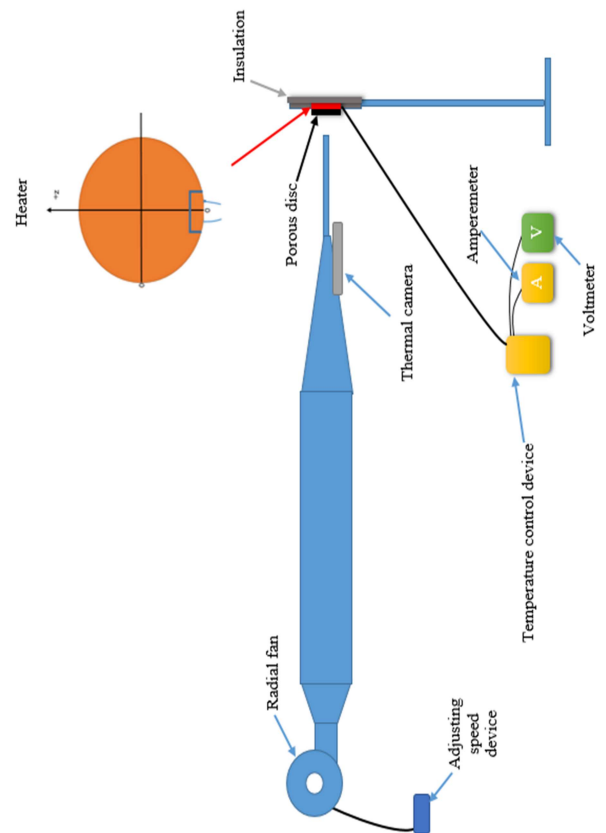 Heater
+z
o
o
Insulation
Porous disc
Thermal camera
Amperemeter
V
A
Voltmeter
Temperature control device
Radial fan
Adjusting
speed
device